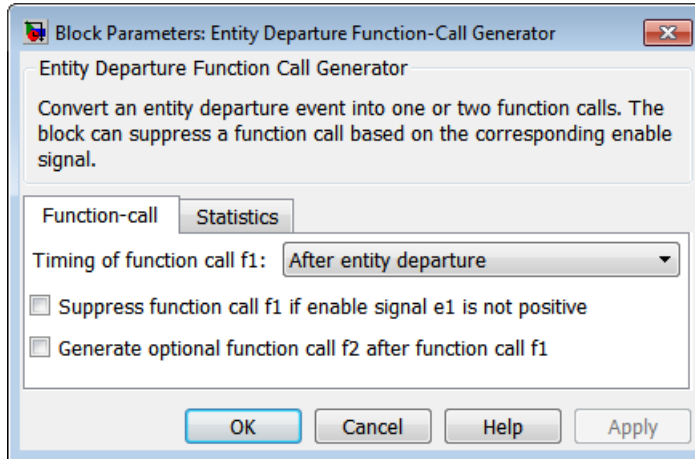 Block Parameters: Entity Departure Function-Call Generator
Entity Departure Function Call Generator
Convert an entity departure event into one or two function calls. The
block can suppress a function call based on the corresponding enable
signal.
Function-call Statistics
Timing of function call f1: After entity departure
Suppress function call f1 if enable signal e1 is not positive
Generate optional function call f2 after function call f1
OK Cancel Help Apply